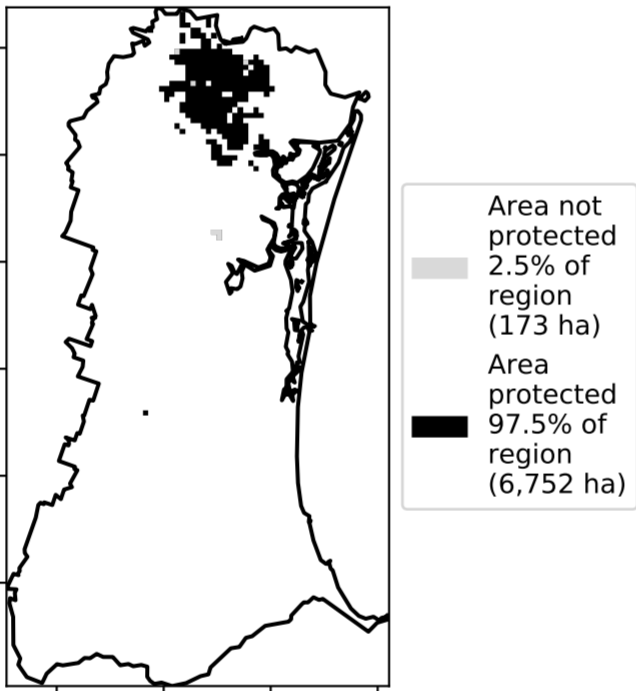 Area not
protected
2.5% of
region
(173 ha)
Area
protected
97.5% of
region
(6,752 ha)